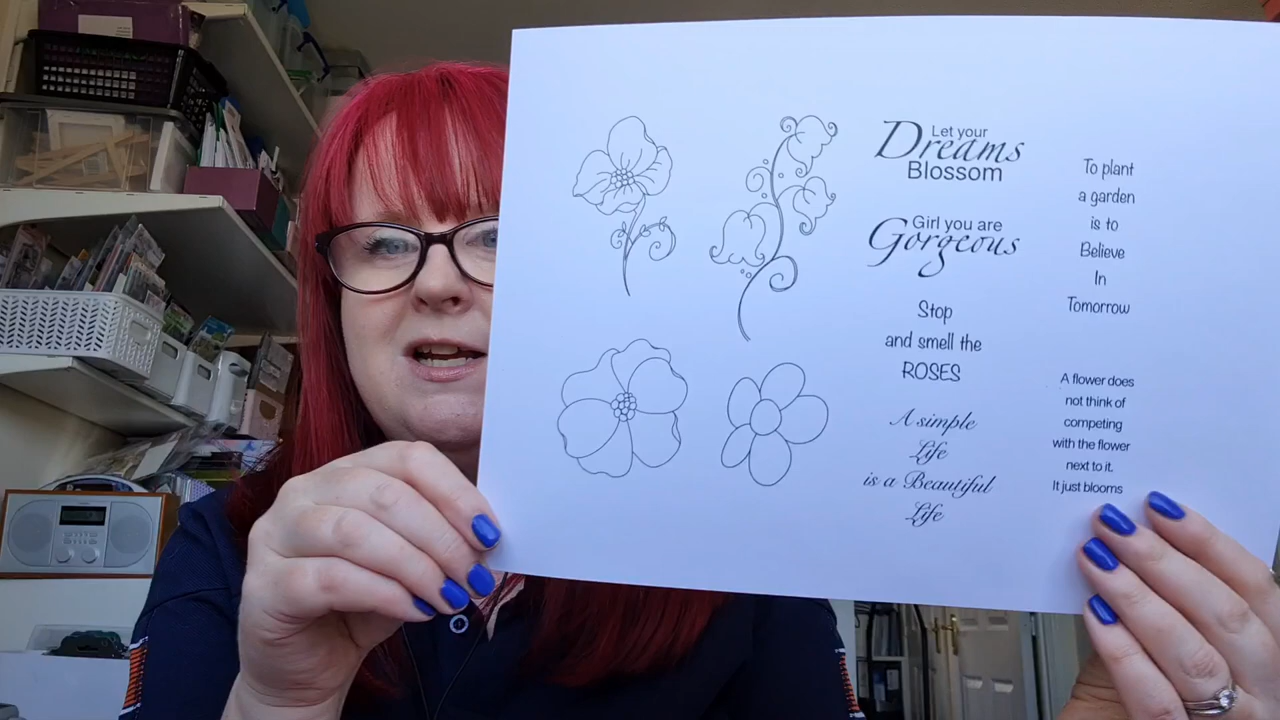 Let your
Dreams
Blossom
Girl you are
Gorgeous
Stop
and smell the
ROSES
A simple
Life
is a Beautiful
Life
To plant
a garden
is to
Believe
In
Tomorrow
A flower does
not think of
competing
with the flower
next to it.
It just blooms